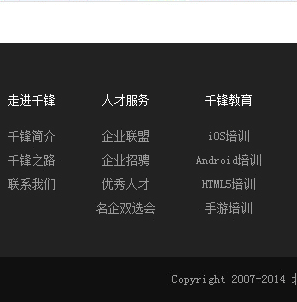 走进千锋 人才服务 千锋教育
千锋简介 企业联盟 iOS培训
千锋之路 企业招聘 Android培训
联系我们 优秀人才 HTML5培训
名企双选会 手游培训
Copyright 2007-2014